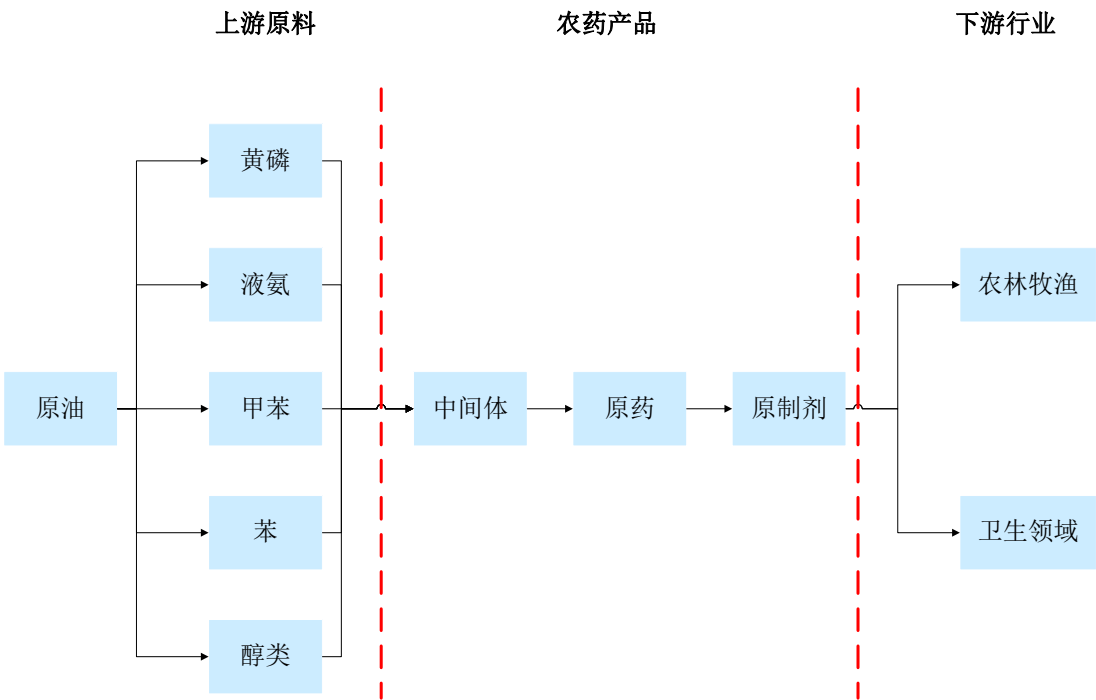 上游原料
农药产品
下游行业
黄磷
液氨
农林牧渔
原油
甲苯
中间体
原药
原制剂
苯
卫生领域
醇类